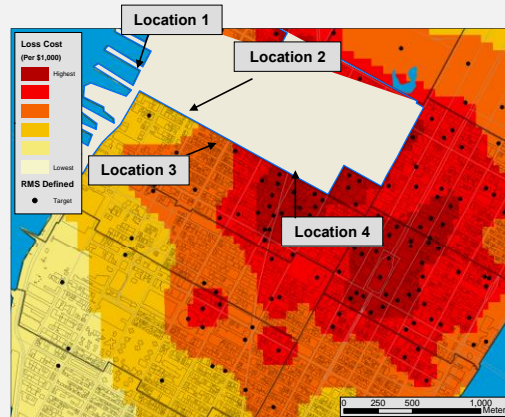 Location 1
Loss Cost
(Per $1,000)
Highest
Location 2
Lowest
Location 3
RMS Defined
Target
Location 4
0 250 500 1,000
Meter